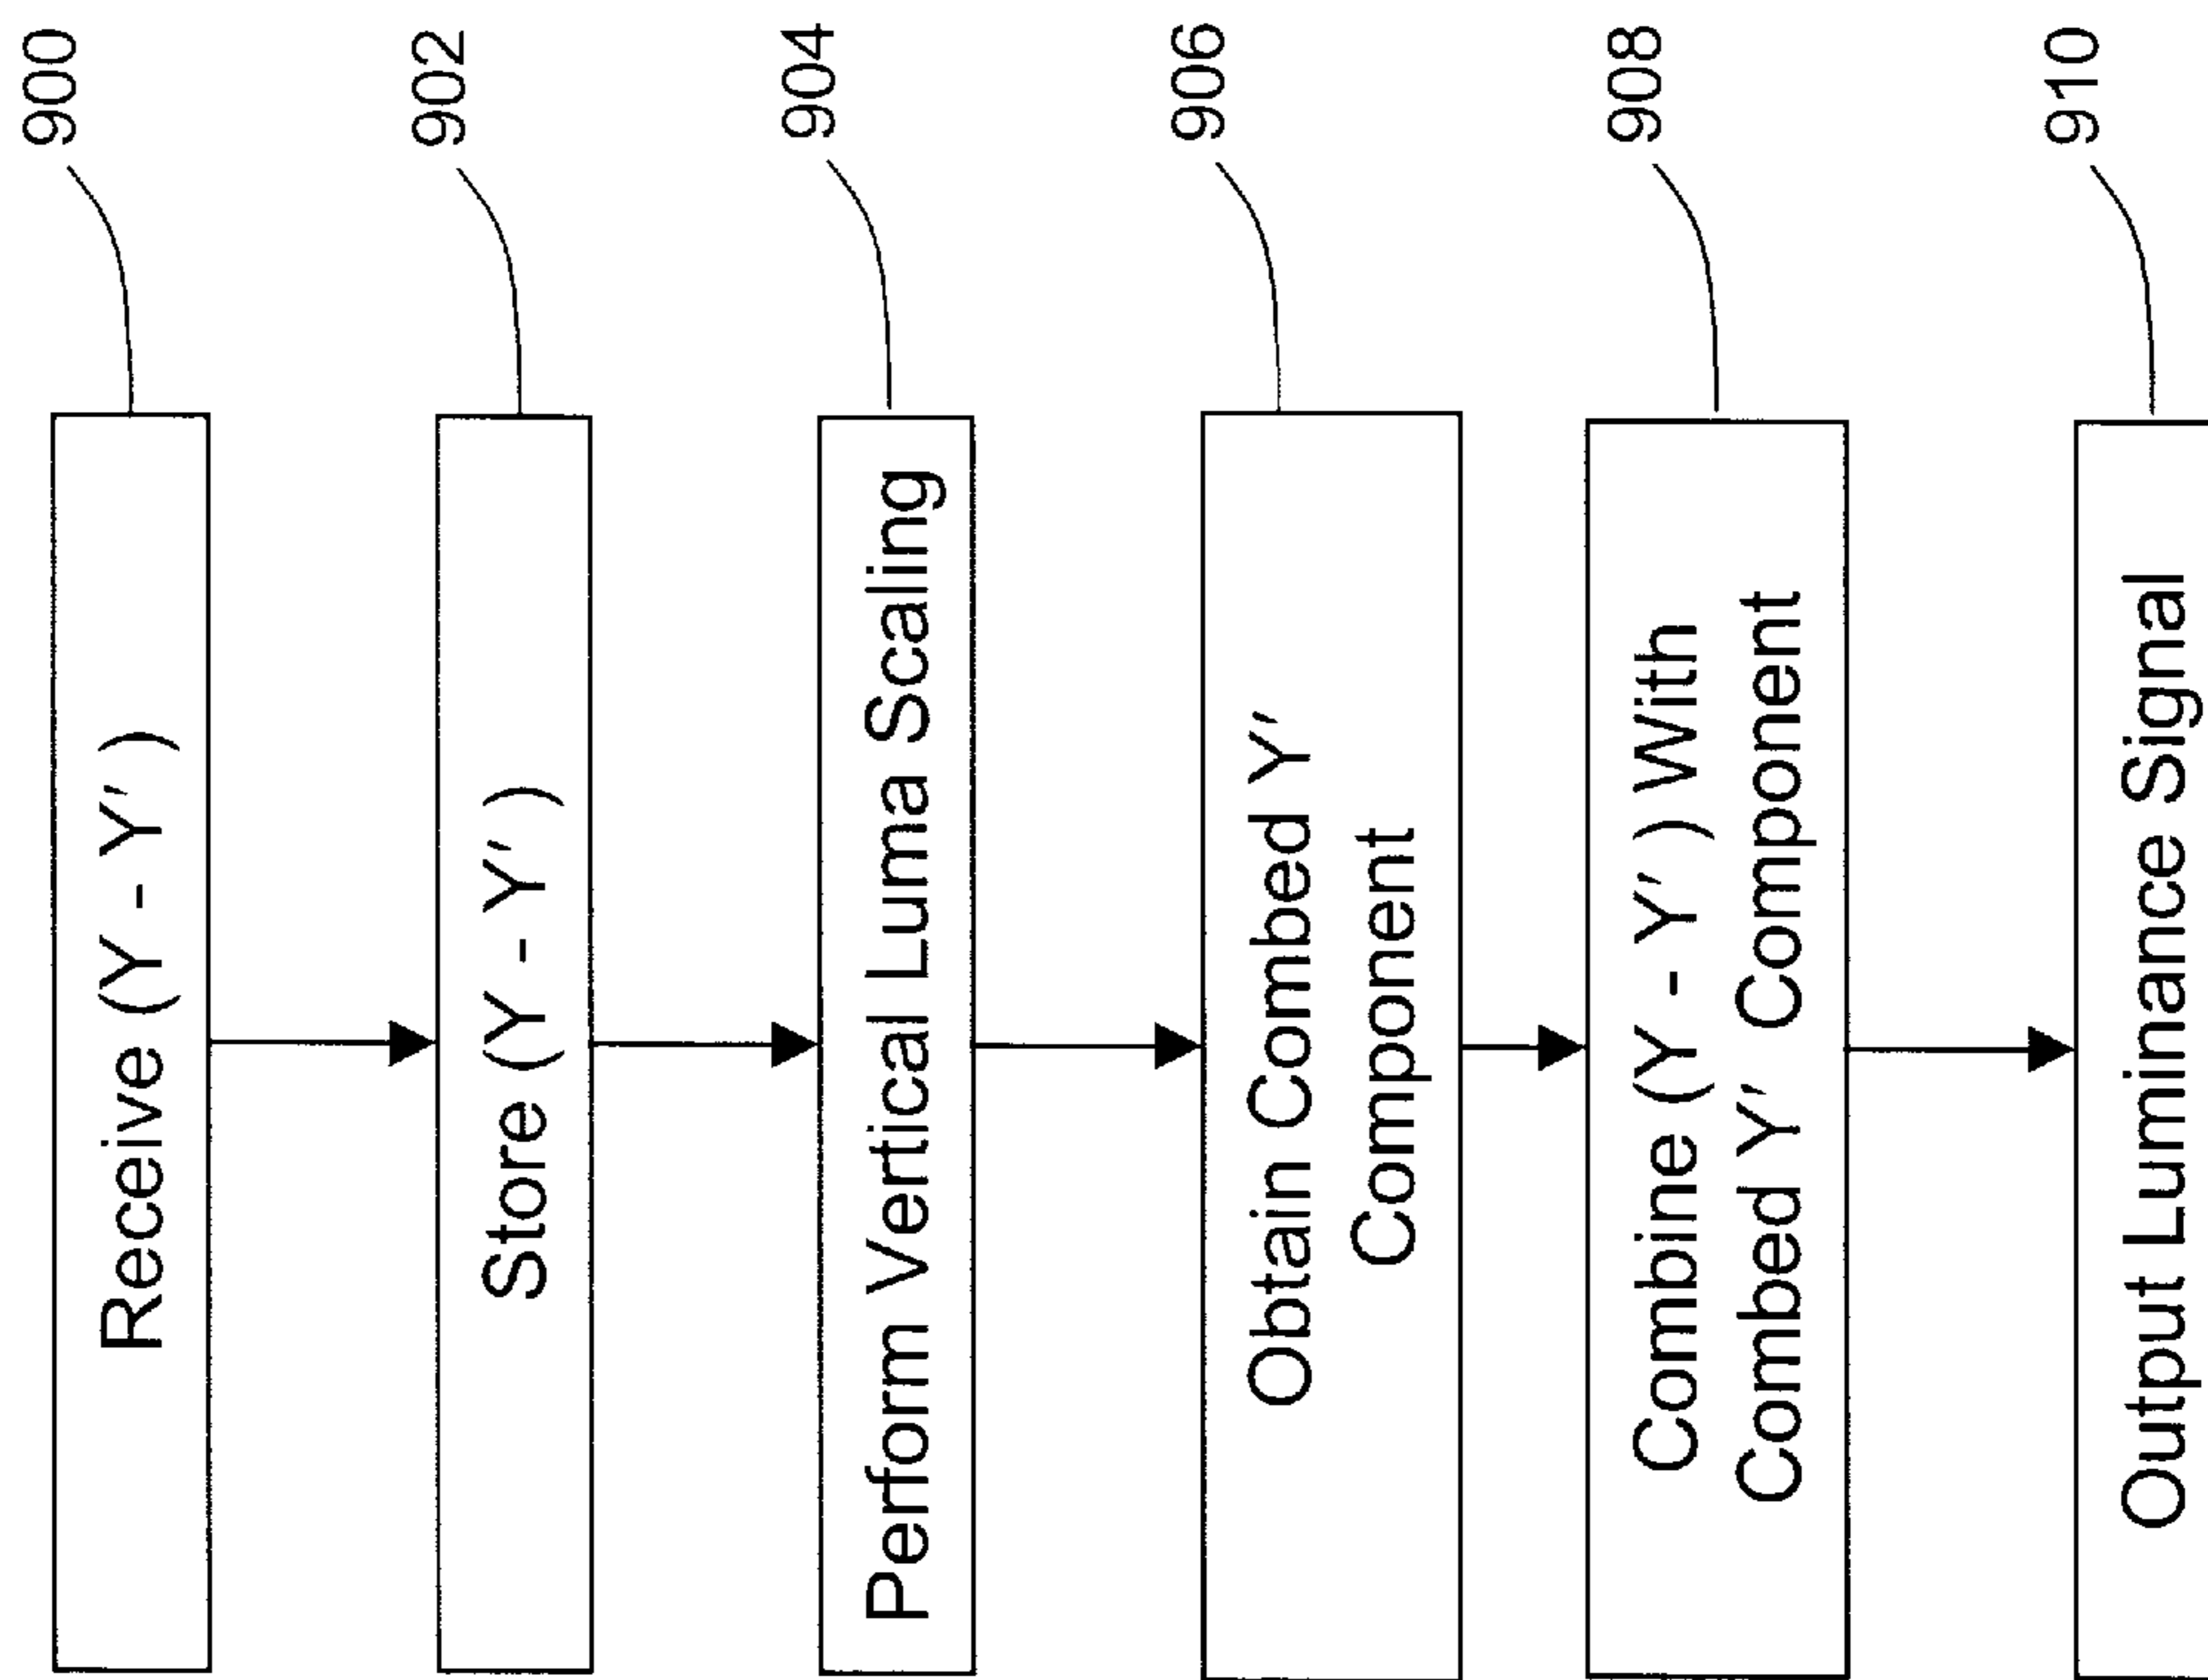 Receive (Y - Y′ )
900
Store (Y - Y′ )
902
Perform Vertical Luma Scaling
904
Obtain Combed Y′
Component
906
Combine (Y - Y′ ) With
Combed Y′ Component
908
Output Luminance Signal
910